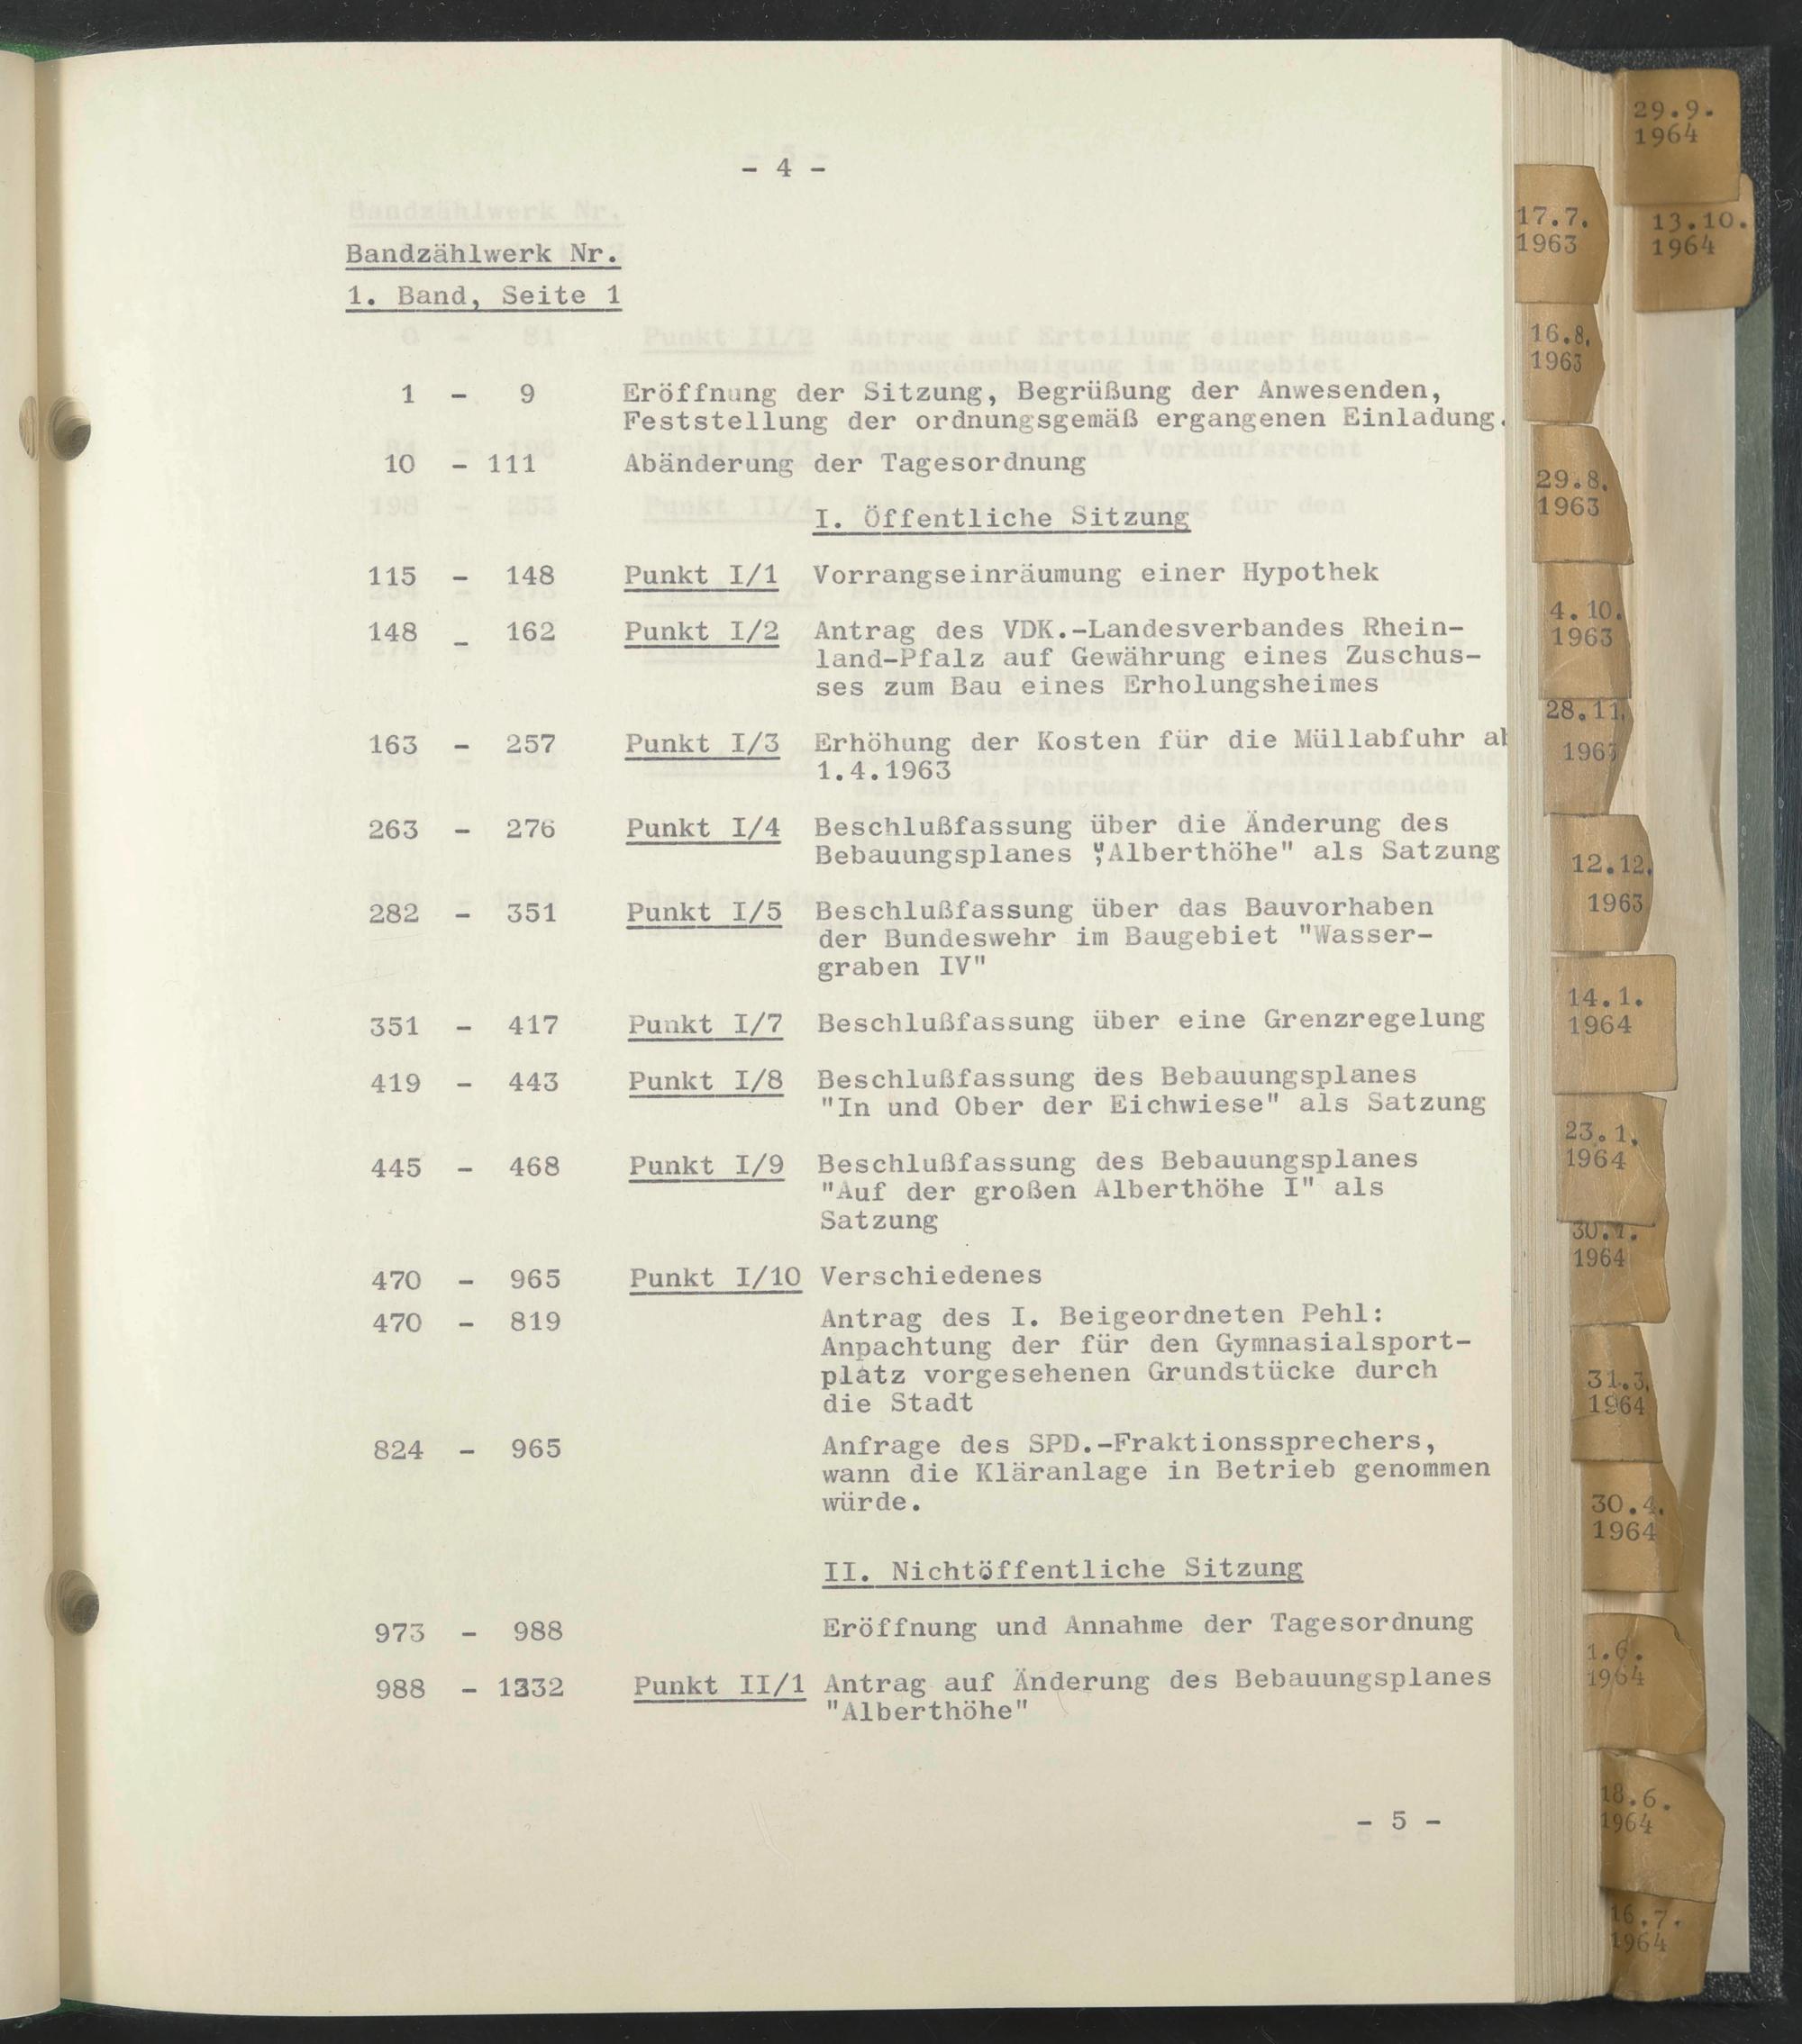 - 4 -
Bandzählwerk Nr.
1. Band, Seite 1
1 - 9 Eröffnung der Sitzung, Begrüßung der Anwesenden,
Feststellung der ordnungsgemäß ergangenen Einladung.
10 - 111 Abänderung der Tagesordnung
I. Öffentliche Sitzung
115 - 148 Punkt I/1 Vorrangseinräumung einer Hypothek
148 - 162 Punkt I/2 Antrag des VDK.-Landesverbandes Rhein-
land-Pfalz auf Gewährung eines Zuschus-
ses zum Bau eines Erholungsheimes
163 - 257 Punkt I/3 Erhöhung der Kosten für die Müllabfuhr ab
1.4.1963
263 - 276 Punkt I/4 Beschlußfassung über die Änderung des
Bebauungsplanes "Alberthöhe" als Satzung
282 - 351 Punkt I/5 Beschlußfassung über das Bauvorhaben
der Bundeswehr im Baugebiet "Wasser-
graben IV"
351 - 417 Punkt I/7 Beschlußfassung über eine Grenzregelung
419 - 443 Punkt I/8 Beschlußfassung des Bebauungsplanes
"In und Ober der Eichwiese" als Satzung
445 - 468 Punkt I/9 Beschlußfassung des Bebauungsplanes
"Auf der großen Alberthöhe I" als
Satzung
470 - 965 Punkt I/10 Verschiedenes
470 - 819 Antrag des I. Beigeordneten Pehl:
Anpachtung der für den Gymnasialsport-
platz vorgesehenen Grundstücke durch
die Stadt
824 - 965 Anfrage des SPD.-Fraktionssprechers,
wann die Kläranlage in Betrieb genommen
würde.
II. Nichtöffentliche Sitzung
973 - 988 Eröffnung und Annahme der Tagesordnung
988 - 1332 Punkt II/1 Antrag auf Änderung des Bebauungsplanes
"Alberthöhe"
- 5 -
29.9.
1964
17.7.
1963
13.10.
1964
16.8.
1963
29.8.
1963
4.10.
1963
28.11.
1963
12.12.
1963
14.1.
1964
23.1.
1964
30.1.
1964
31.3.
1964
30.4.
1964
1.6.
1964
18.6.
1964
16.7.
1964